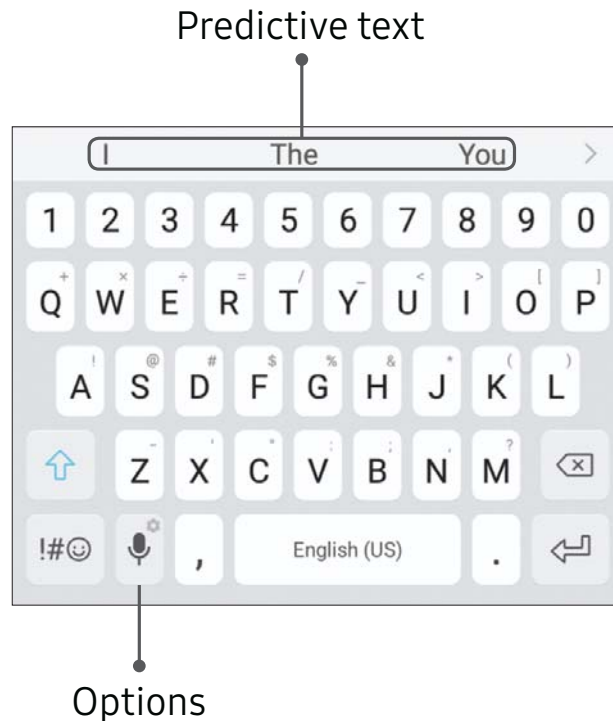 Predictive text
I The You >
1 2 3 4 5 6 7 8 9 0
+ × ÷ = / _ < > [ ]
Q W E R T Y U I O P
! @ # $ % & * ( )
A S D F G H J K L
- ' " : ; , ?
Z X C V B N M
!#☺ , English (US) .
Options